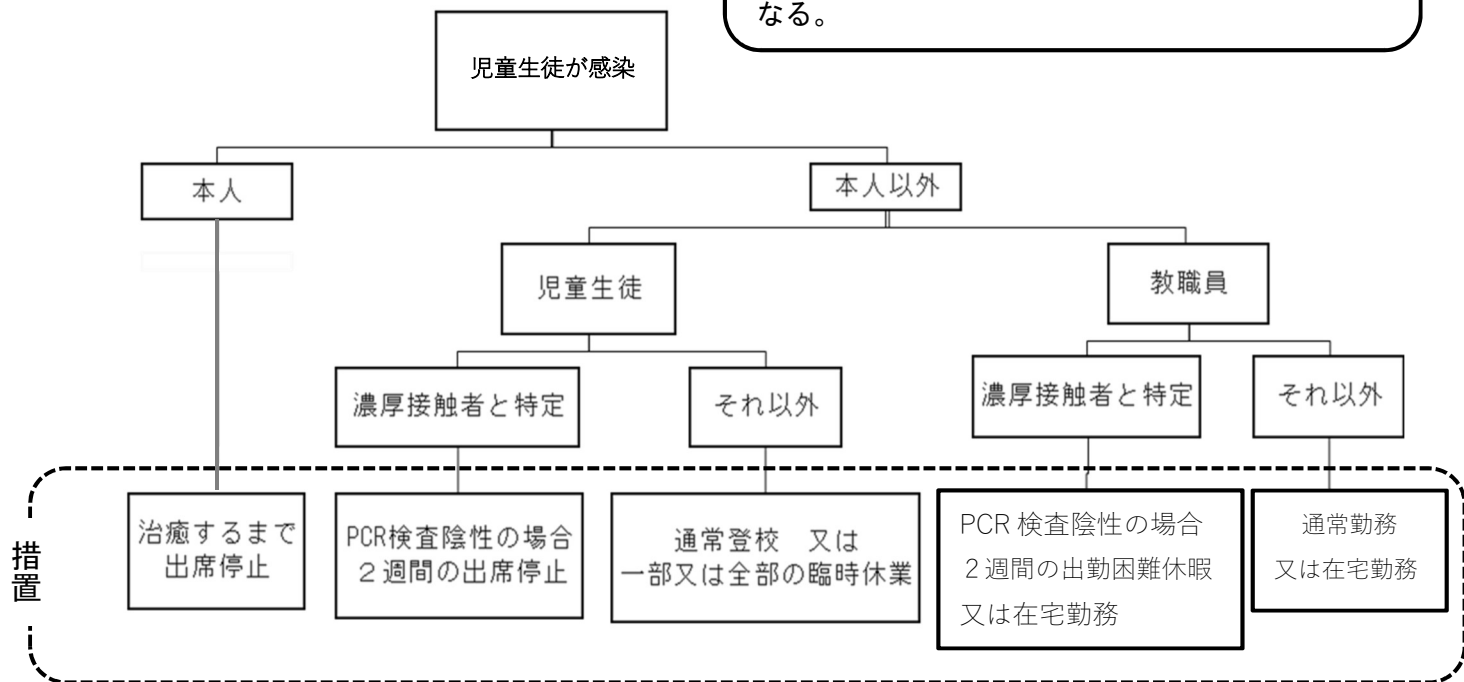 なる。
児童生徒が感染
本人
本人以外
児童生徒
教職員
濃厚接触者と特定
それ以外
濃厚接触者と特定
それ以外
措置
治癒するまで
出席停止
PCR検査陰性の場合
２週間の出席停止
通常登校　又は
一部又は全部の臨時休業
PCR 検査陰性の場合
２週間の出勤困難休暇
又は在宅勤務
通常勤務
又は在宅勤務